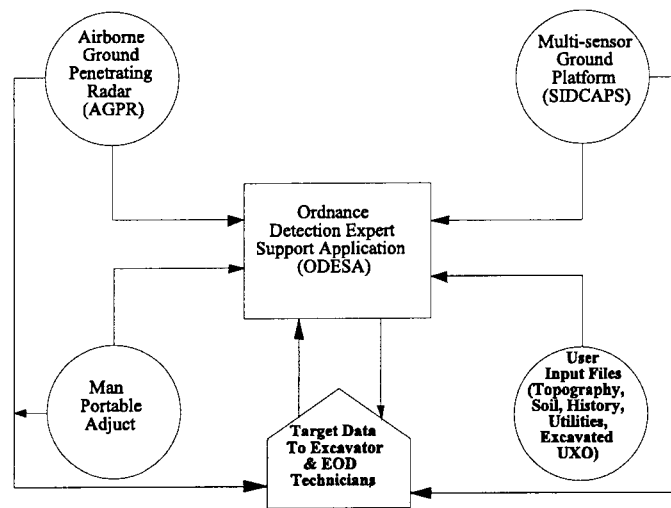 Airborne
Ground
Penetrating
Radar
(AGPR)
Multi-sensor
Ground
Platform
(SIDCAPS)
Ordnance
Detection Expert
Support Application
(ODESA)
Man
Portable
Adjuct
Target Data
To Excavator
& EOD
Technicians
User
Input Files
(Topography,
Soil, History,
Utilities,
Excavated
UXO)